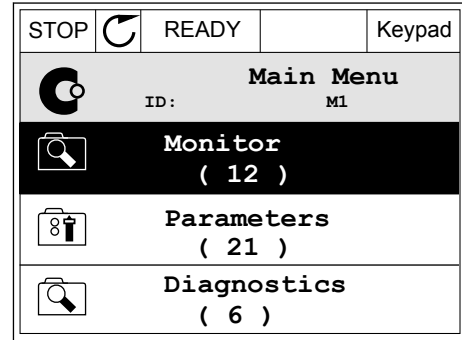 STOP READY Keypad
Main Menu
ID: M1
Monitor
( 12 )
Parameters
( 21 )
Diagnostics
( 6 )